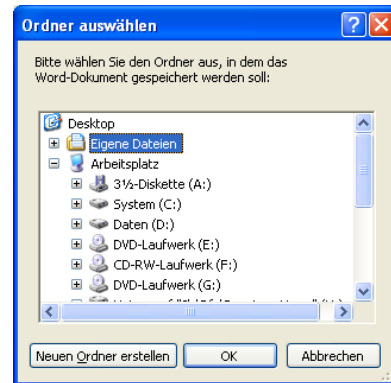 Ordner auswählen
Bitte wählen Sie den Ordner aus, in dem das
Word-Dokument gespeichert werden soll:
Desktop
Eigene Dateien
Arbeitsplatz
3½-Diskette (A:)
System (C:)
Daten (D:)
DVD-Laufwerk (E:)
CD-RW-Laufwerk (F:)
DVD-Laufwerk (G:)
Neuen Ordner erstellen
OK
Abbrechen